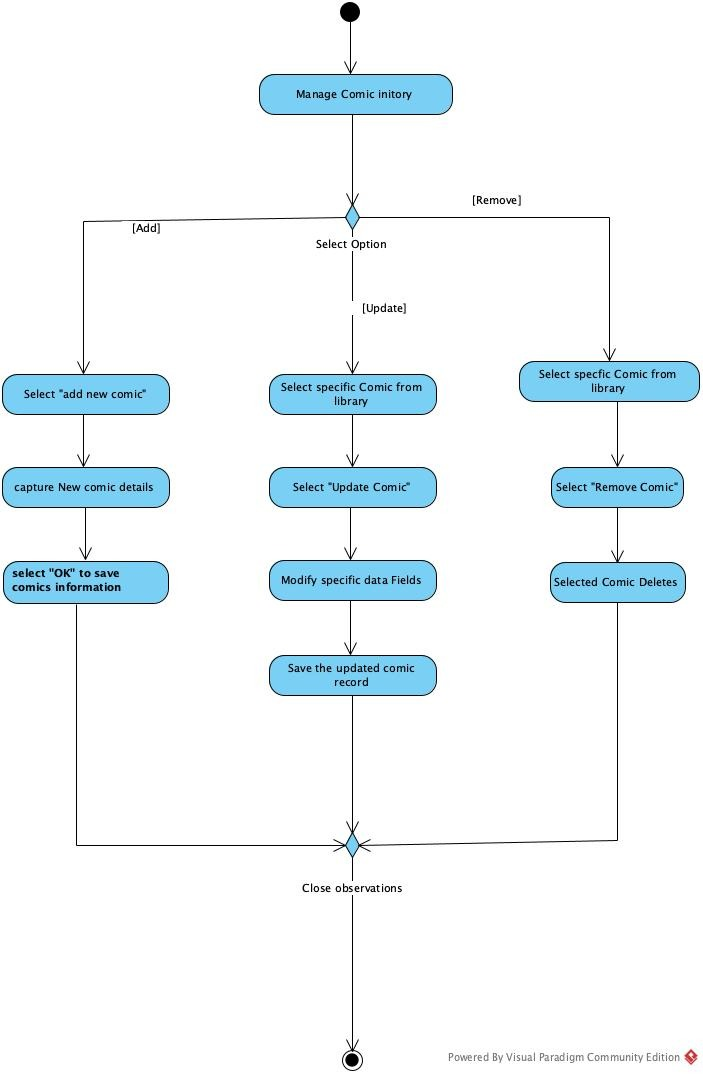 Manage Comic initory
[Remove]
[Add]
Select Option
[Update]
Select "add new comic"
Select specific Comic from
library
Select specfic Comic from
library
capture New comic details
Select "Update Comic"
Select "Remove Comic"
select "OK" to save
comics information
Modify specific data Fields
Selected Comic Deletes
Save the updated comic
record
Close observations
Powered By Visual Paradigm Community Edition